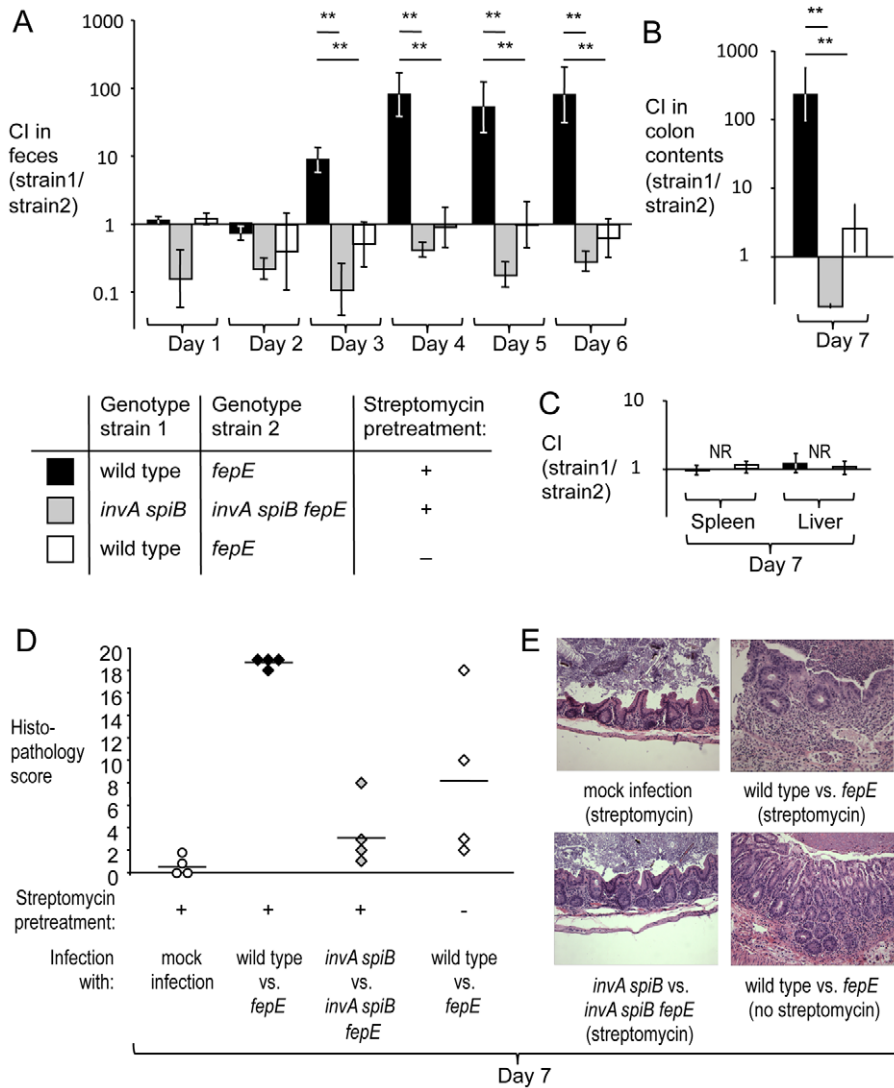 A
** ** ** **
** ** ** **
CI in
feces
(strain1/
strain2)
1000
100
10
1
0.1
Day 1 Day 2 Day 3 Day 4 Day 5 Day 6
B
**
**
CI in
colon
contents
(strain1/
strain2)
1000
100
10
1
Day 7
Genotype strain 1 Genotype strain 2 Streptomycin pretreatment:
wild type fepE +
invA spiB invA spiB fepE +
wild type fepE –
C
CI
(strain1/
strain2)
10
1
NR NR
Spleen Liver
Day 7
D
Histo-
pathology
score
20
18
16
14
12
10
8
6
4
2
0
Streptomycin
pretreatment:
+ + + -
Infection
with:
mock
infection
wild type
vs.
fepE
invA spiB
vs.
invA spiB
fepE
wild type
vs.
fepE
E
mock infection
(streptomycin)
wild type vs. fepE
(streptomycin)
invA spiB vs.
invA spiB fepE
(streptomycin)
wild type vs. fepE
(no streptomycin)
Day 7